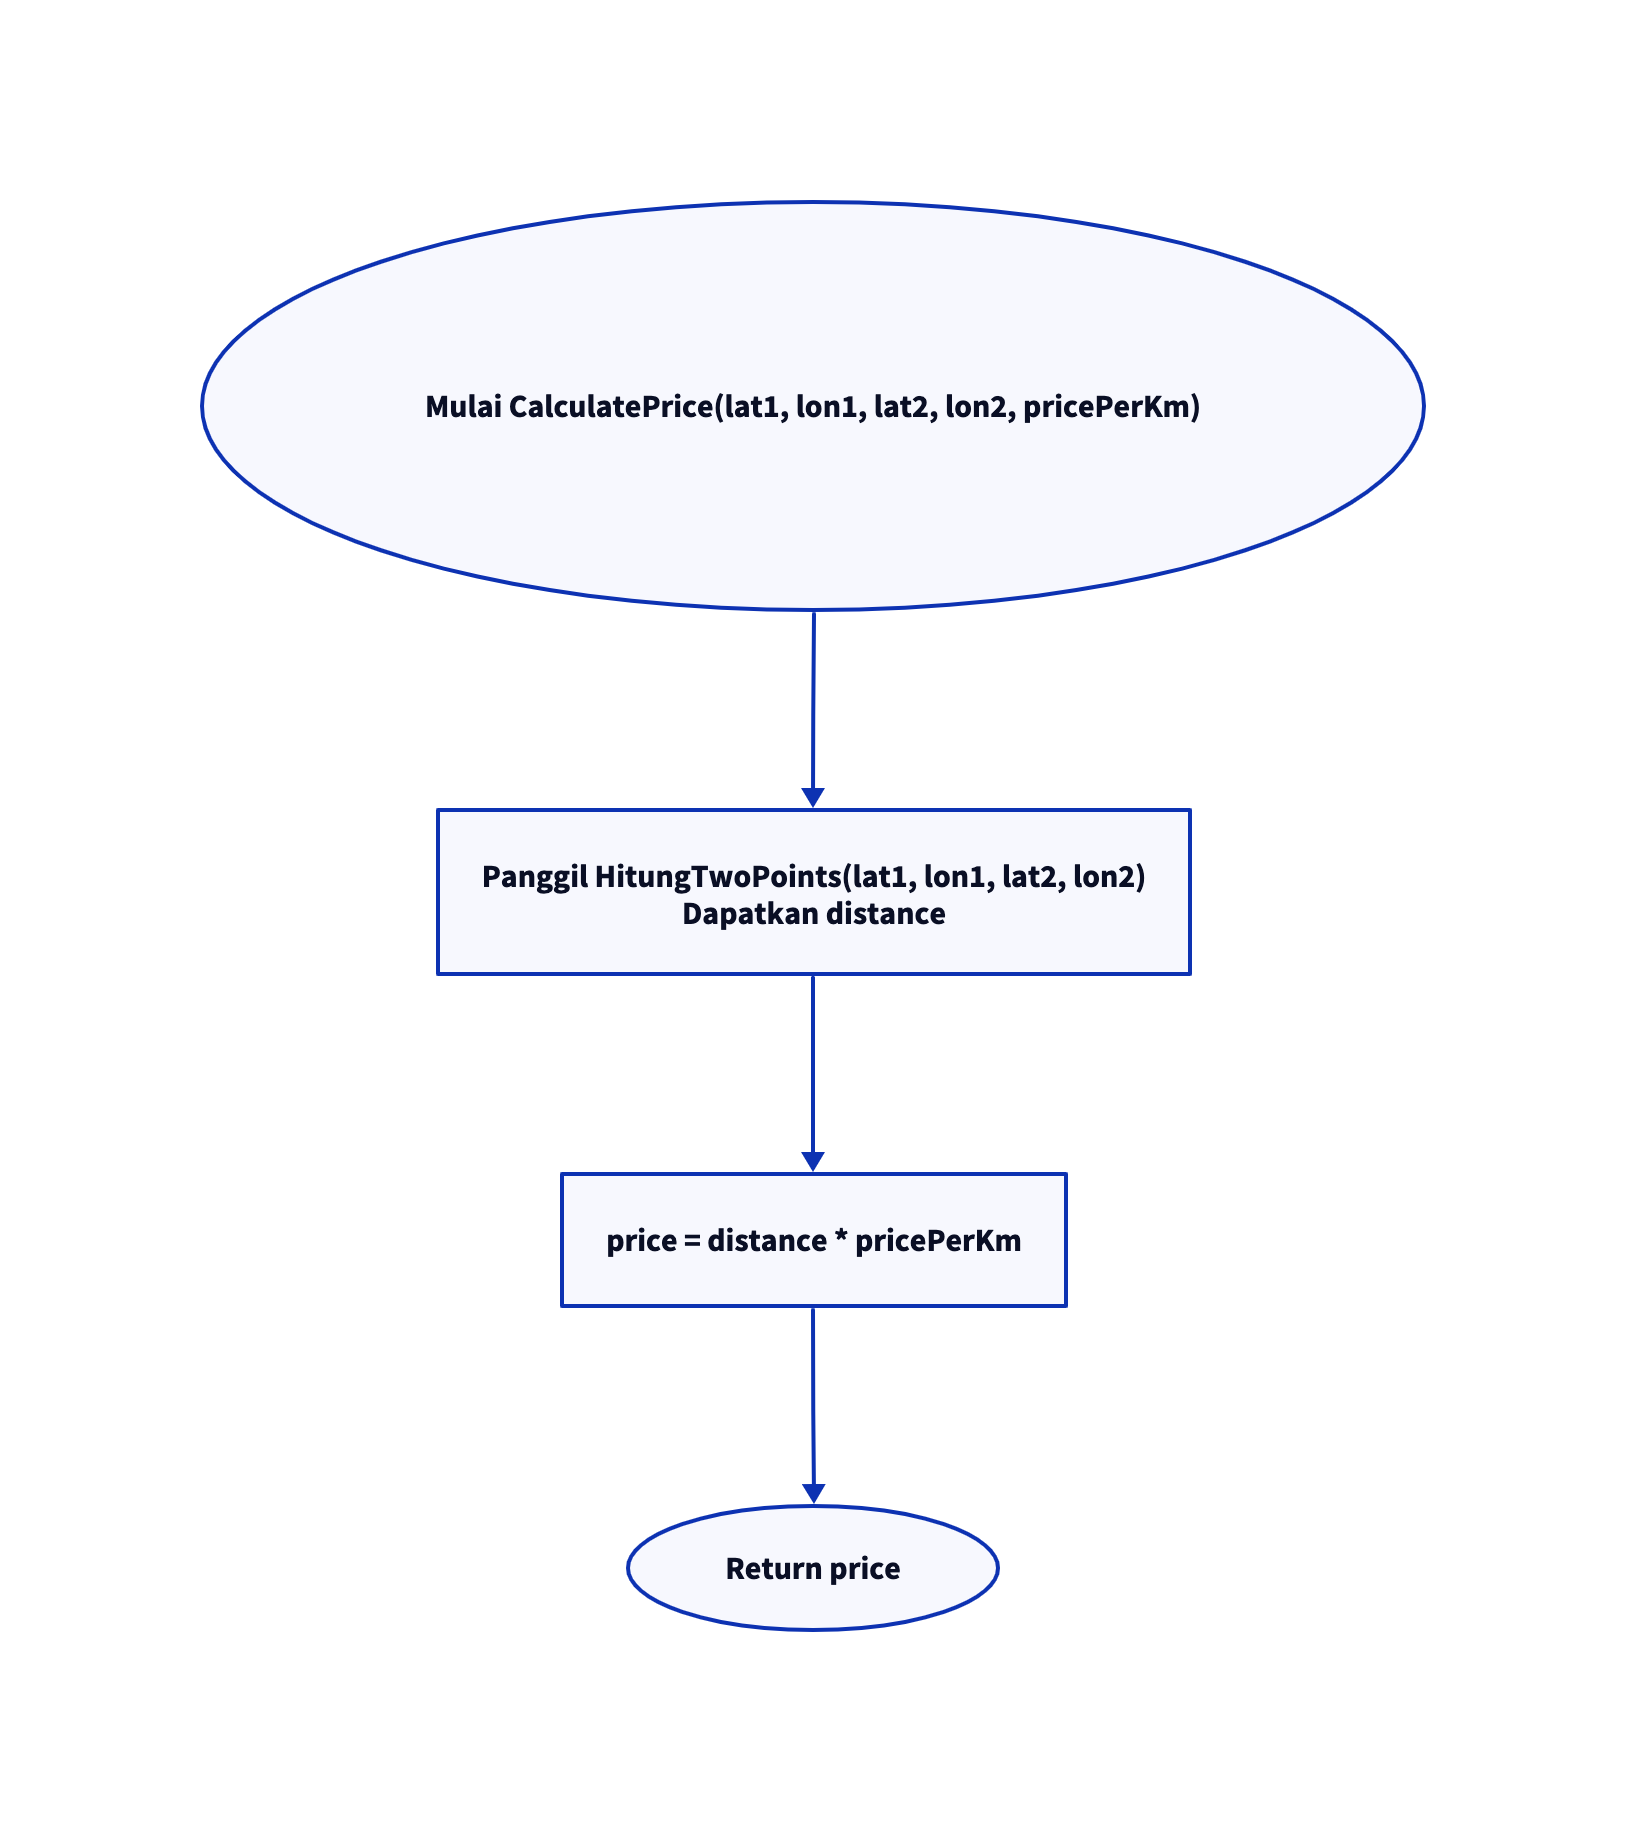 Mulai CalculatePrice(lat1, lon1, lat2, lon2, pricePerKm)
Panggil HitungTwoPoints(lat1, lon1, lat2, lon2)
Dapatkan distance
price = distance * pricePerKm
Return price